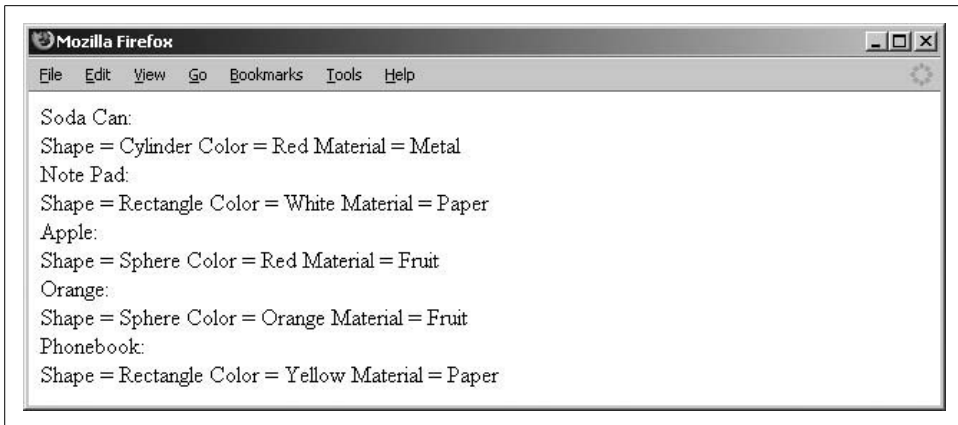 Mozilla Firefox
File Edit View Go Bookmarks Tools Help
Soda Can:
Shape = Cylinder Color = Red Material = Metal
Note Pad:
Shape = Rectangle Color = White Material = Paper
Apple:
Shape = Sphere Color = Red Material = Fruit
Orange:
Shape = Sphere Color = Orange Material = Fruit
Phonebook:
Shape = Rectangle Color = Yellow Material = Paper